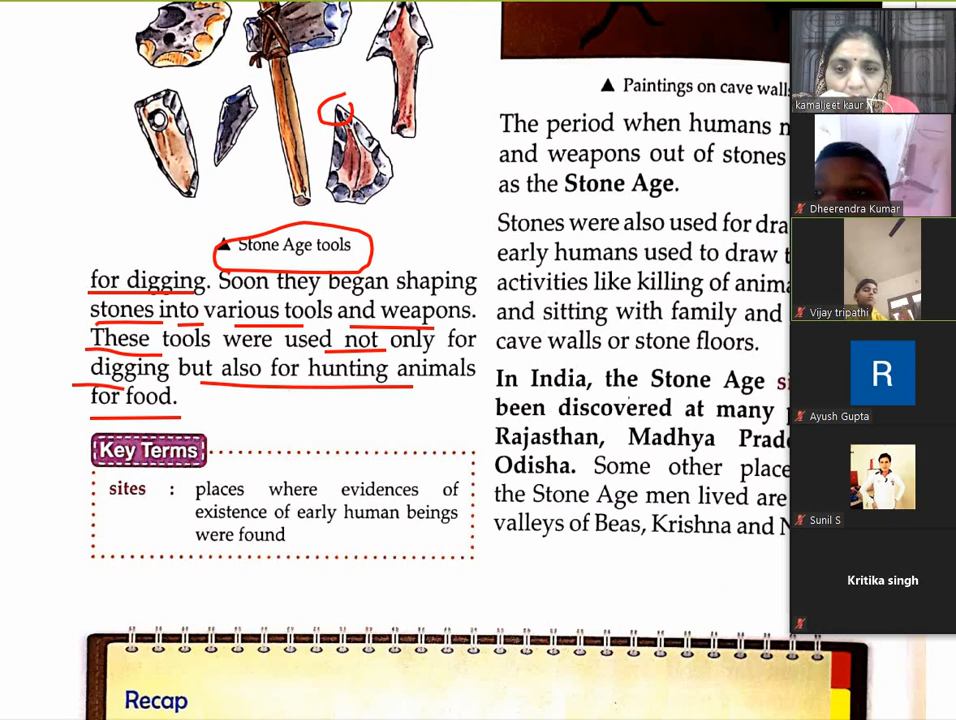 ▲ Stone Age tools
for digging. Soon they began shaping
stones into various tools and weapons.
These tools were used not only for
digging but also for hunting animals
for food.
Key Terms
sites : places where evidences of
existence of early human beings
were found
▲ Paintings on cave walls
The period when humans
and weapons out of stones
as the Stone Age.
Stones were also used for
early humans used to draw
activities like killing of
and sitting with family and
cave walls or stone floors.
In India, the Stone Age
been discovered at many
Rajasthan, Madhya
Odisha. Some other
the Stone Age men lived are
valleys of Beas, Krishna and
Recap
kamaljeet kaur
Dheerendra Kumar
Vijay tripathi
R
Ayush Gupta
Sunil S
Kritika singh